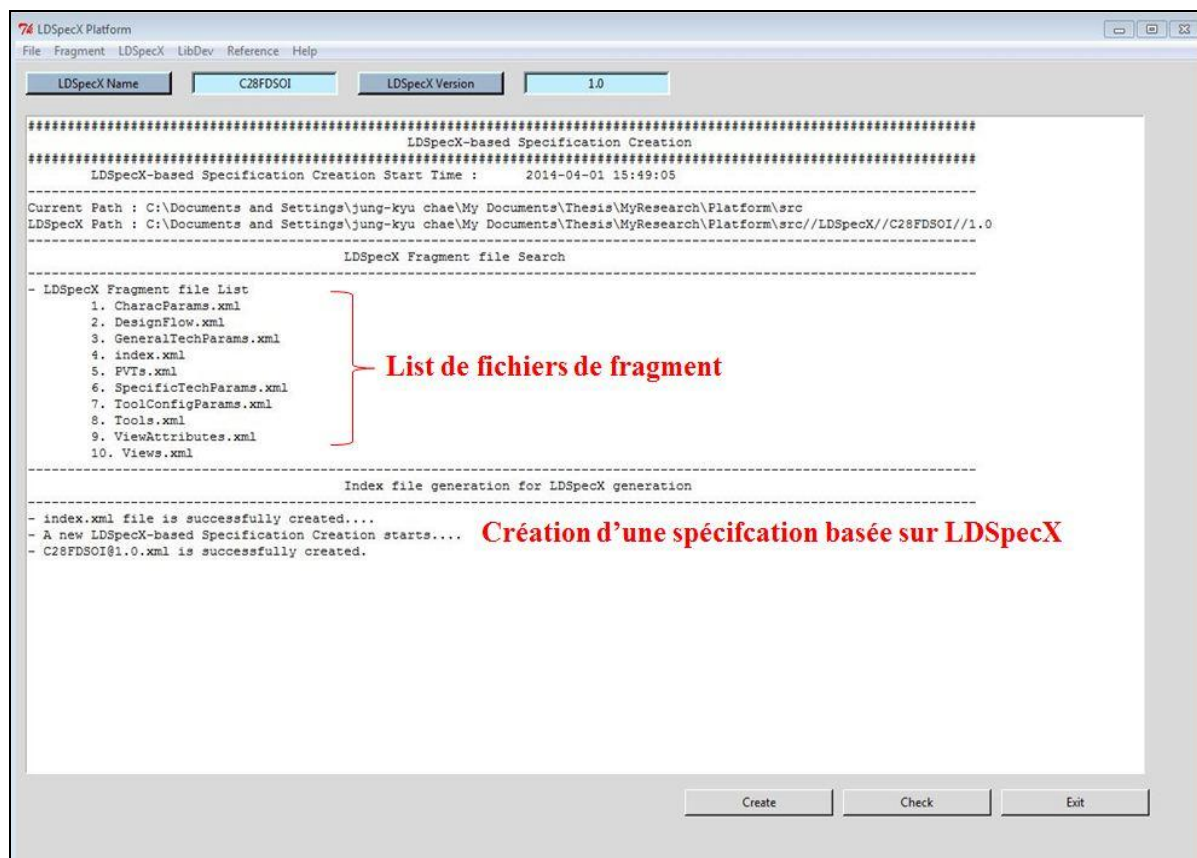 LDSpecX Platform
File Fragment LDSpecX LibDev Reference Help
LDSpecX Name C28FDSOI LDSpecX Version 1.0
########################################################################################################################
LDSpecX-based Specification Creation
########################################################################################################################
LDSpecX-based Specification Creation Start Time : 2014-04-01 15:49:05
------------------------------------------------------------------------------------------------------------------------
Current Path : C:\Documents and Settings\jung-kyu chae\My Documents\Thesis\MyResearch\Platform\src
LDSpecX Path : C:\Documents and Settings\jung-kyu chae\My Documents\Thesis\MyResearch\Platform\src//LDSpecX//C28FDSOI//1.0
------------------------------------------------------------------------------------------------------------------------
LDSpecX Fragment file Search
------------------------------------------------------------------------------------------------------------------------
- LDSpecX Fragment file List
1. CharacParams.xml
2. DesignFlow.xml
3. GeneralTechParams.xml
4. index.xml
5. PVTs.xml
6. SpecificTechParams.xml
7. ToolConfigParams.xml
8. Tools.xml
9. ViewAttributes.xml
10. Views.xml
List de fichiers de fragment
------------------------------------------------------------------------------------------------------------------------
Index file generation for LDSpecX generation
------------------------------------------------------------------------------------------------------------------------
- index.xml file is successfully created....
- A new LDSpecX-based Specification Creation starts....
- C28FDSOI@1.0.xml is successfully created.
Création d'une spécifcation basée sur LDSpecX
Create Check Exit